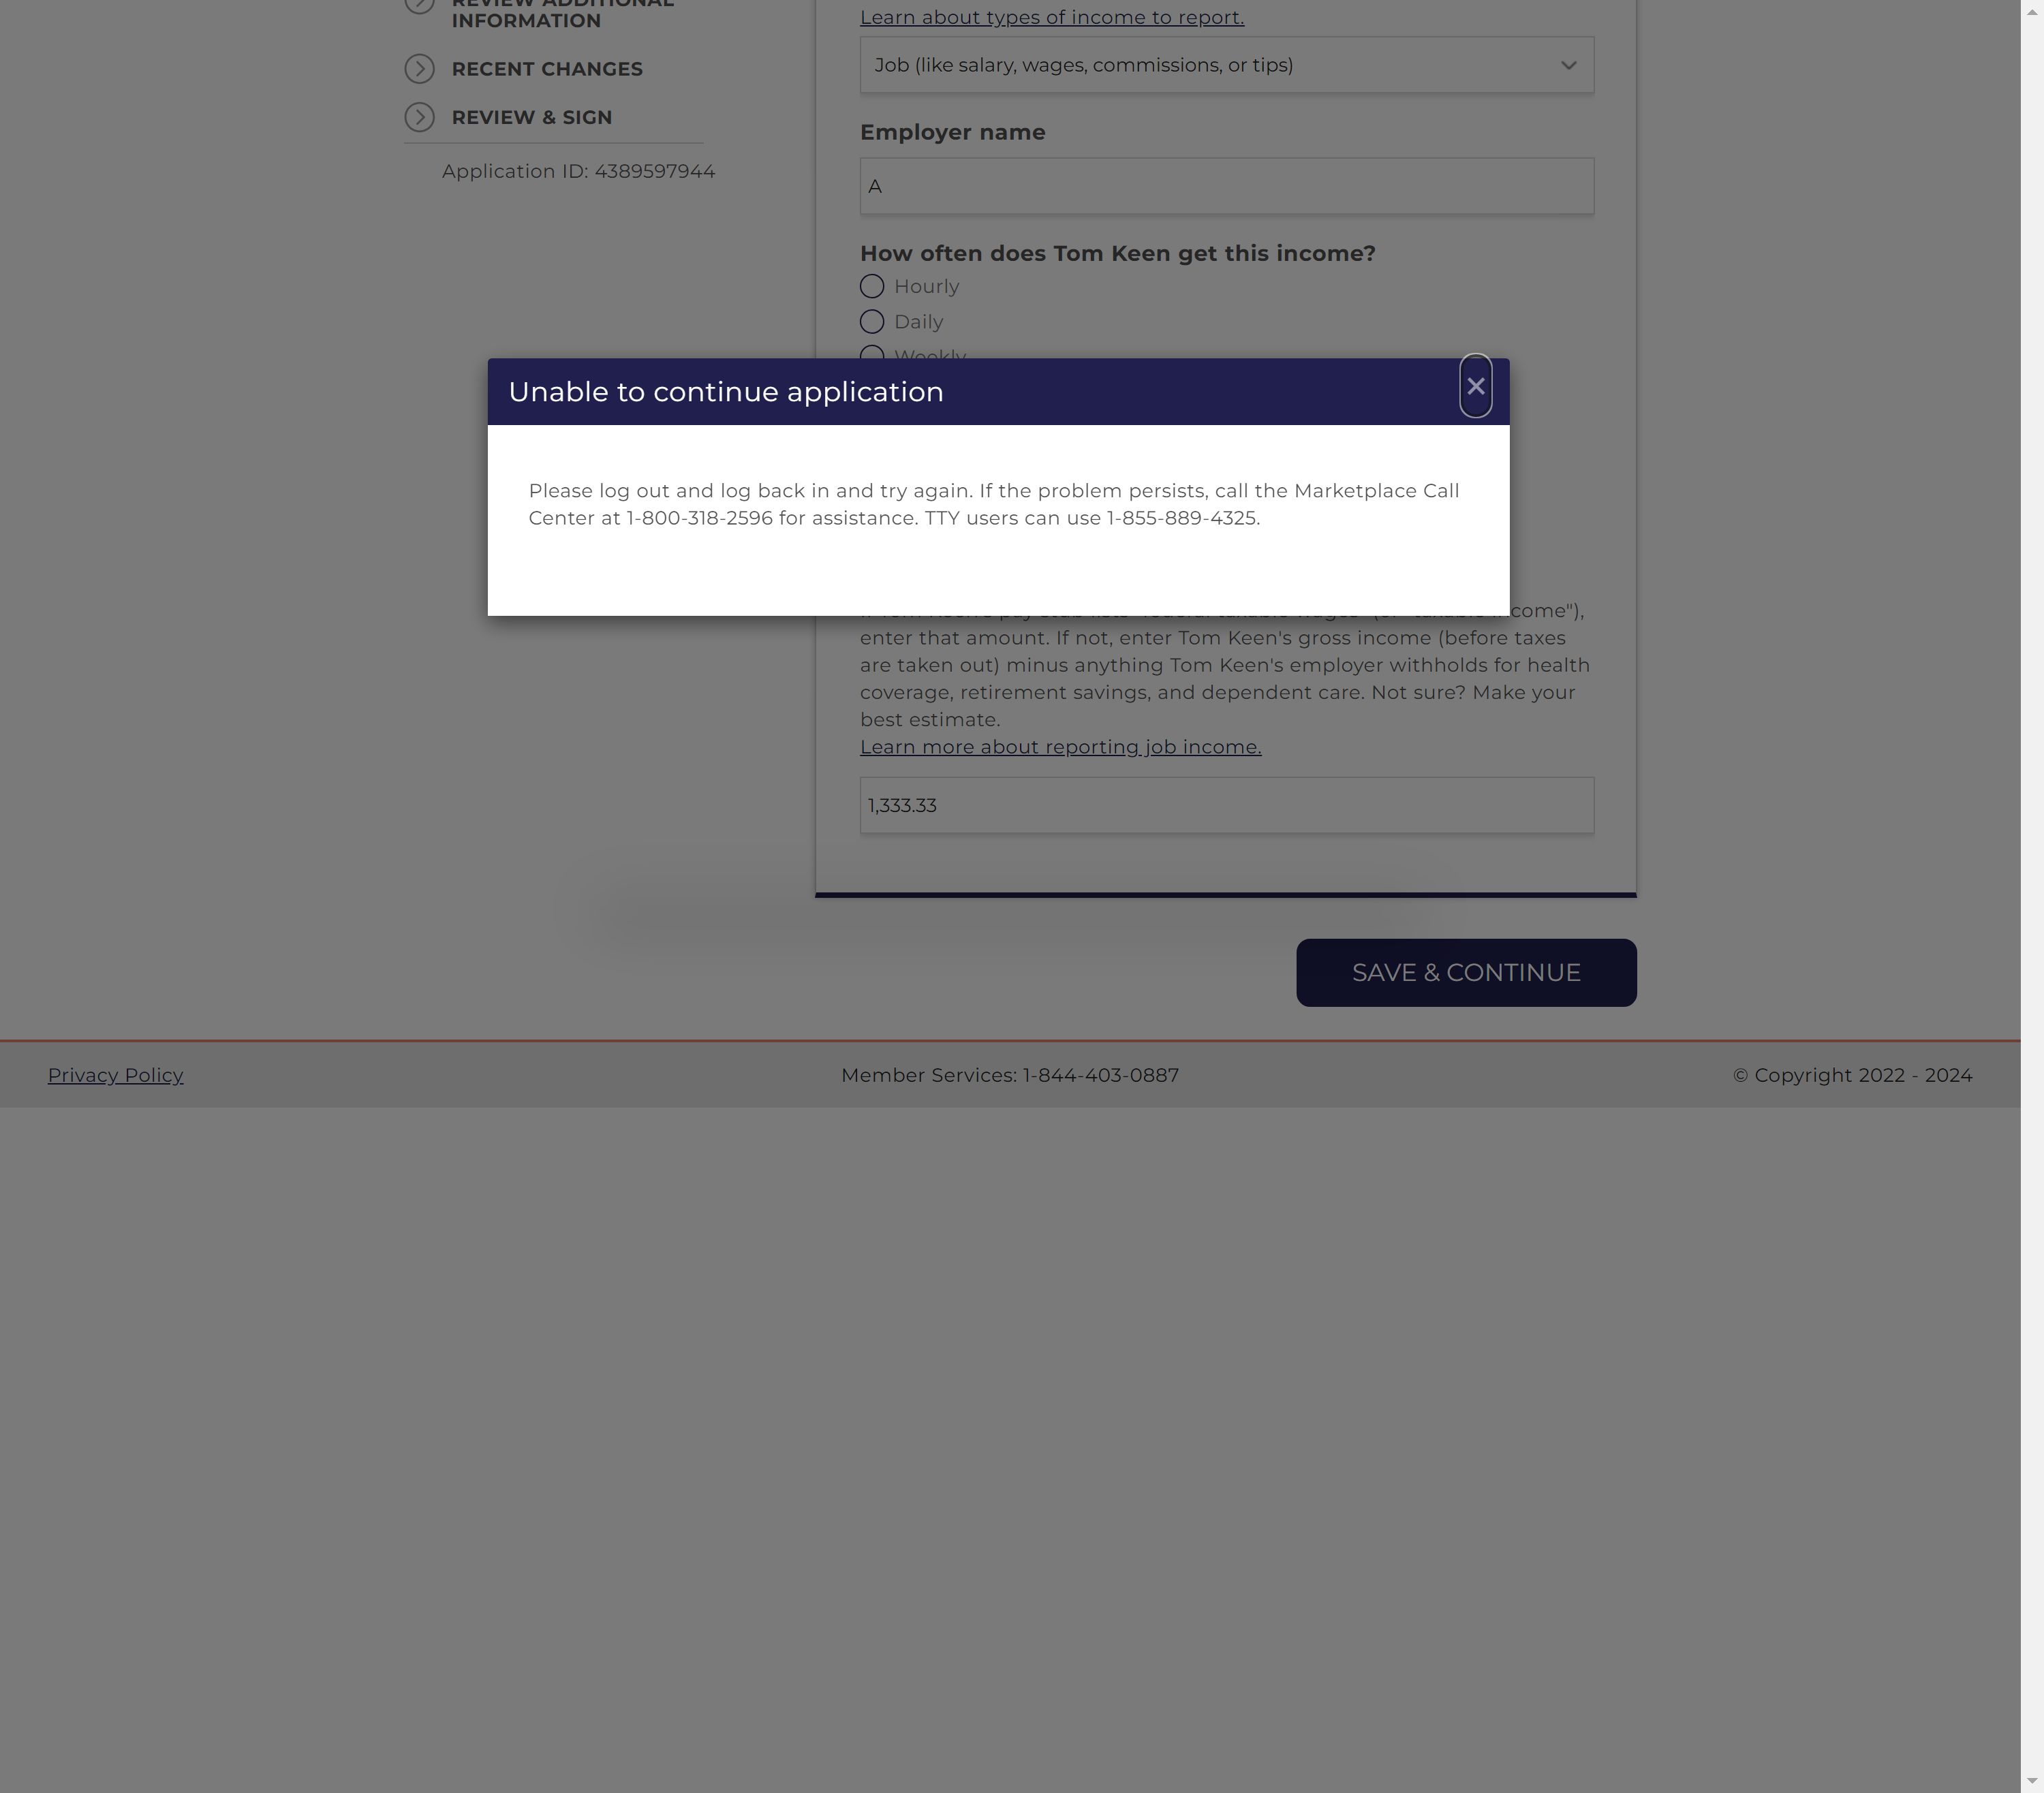 REVIEW ADDITIONAL
INFORMATION
RECENT CHANGES
REVIEW & SIGN
Application ID: 4389597944
Learn about types of income to report.
Job (like salary, wages, commissions, or tips)
Employer name
A
How often does Tom Keen get this income?
Hourly
Daily
Weekly
Unable to continue application
Please log out and log back in and try again. If the problem persists, call the Marketplace Call
Center at 1-800-318-2596 for assistance. TTY users can use 1-855-889-4325.
enter that amount. If not, enter Tom Keen's gross income (before taxes
are taken out) minus anything Tom Keen's employer withholds for health
coverage, retirement savings, and dependent care. Not sure? Make your
best estimate.
Learn more about reporting job income.
1,333.33
SAVE & CONTINUE
Privacy Policy
Member Services: 1-844-403-0887
© Copyright 2022 - 2024